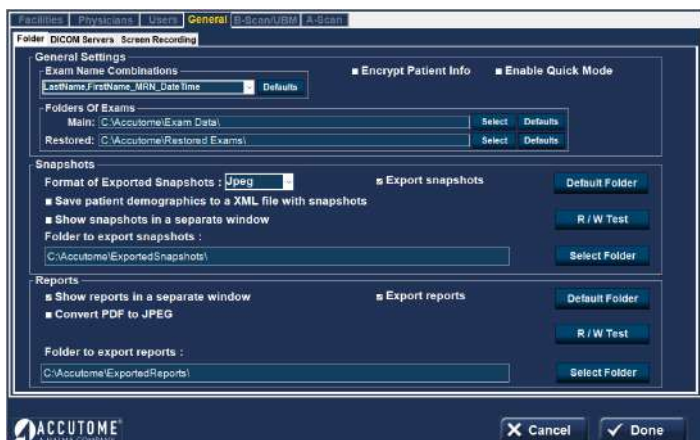 Facilities Physicians Users General B-Scan/UBM A-Scan
Folder DICOM Servers Screen Recording
General Settings
Exam Name Combinations
Encrypt Patient Info Enable Quick Mode
LastName,FirstName_MRN_DateTime Defaults
Folders Of Exams
Main: C:\Accutome\Exam Data\ Select Defaults
Restored: C:\Accutome\Restored Exams\ Select Defaults
Snapshots
Format of Exported Snapshots : Jpeg Export snapshots Default Folder
Save patient demographics to a XML file with snapshots
Show snapshots in a separate window R / W Test
Folder to export snapshots :
C:\Accutome\ExportedSnapshots\ Select Folder
Reports
Show reports in a separate window Export reports Default Folder
Convert PDF to JPEG
R / W Test
Folder to export reports :
C:\Accutome\ExportedReports\ Select Folder
ACCUTOME Cancel Done
A HALMA COMPANY